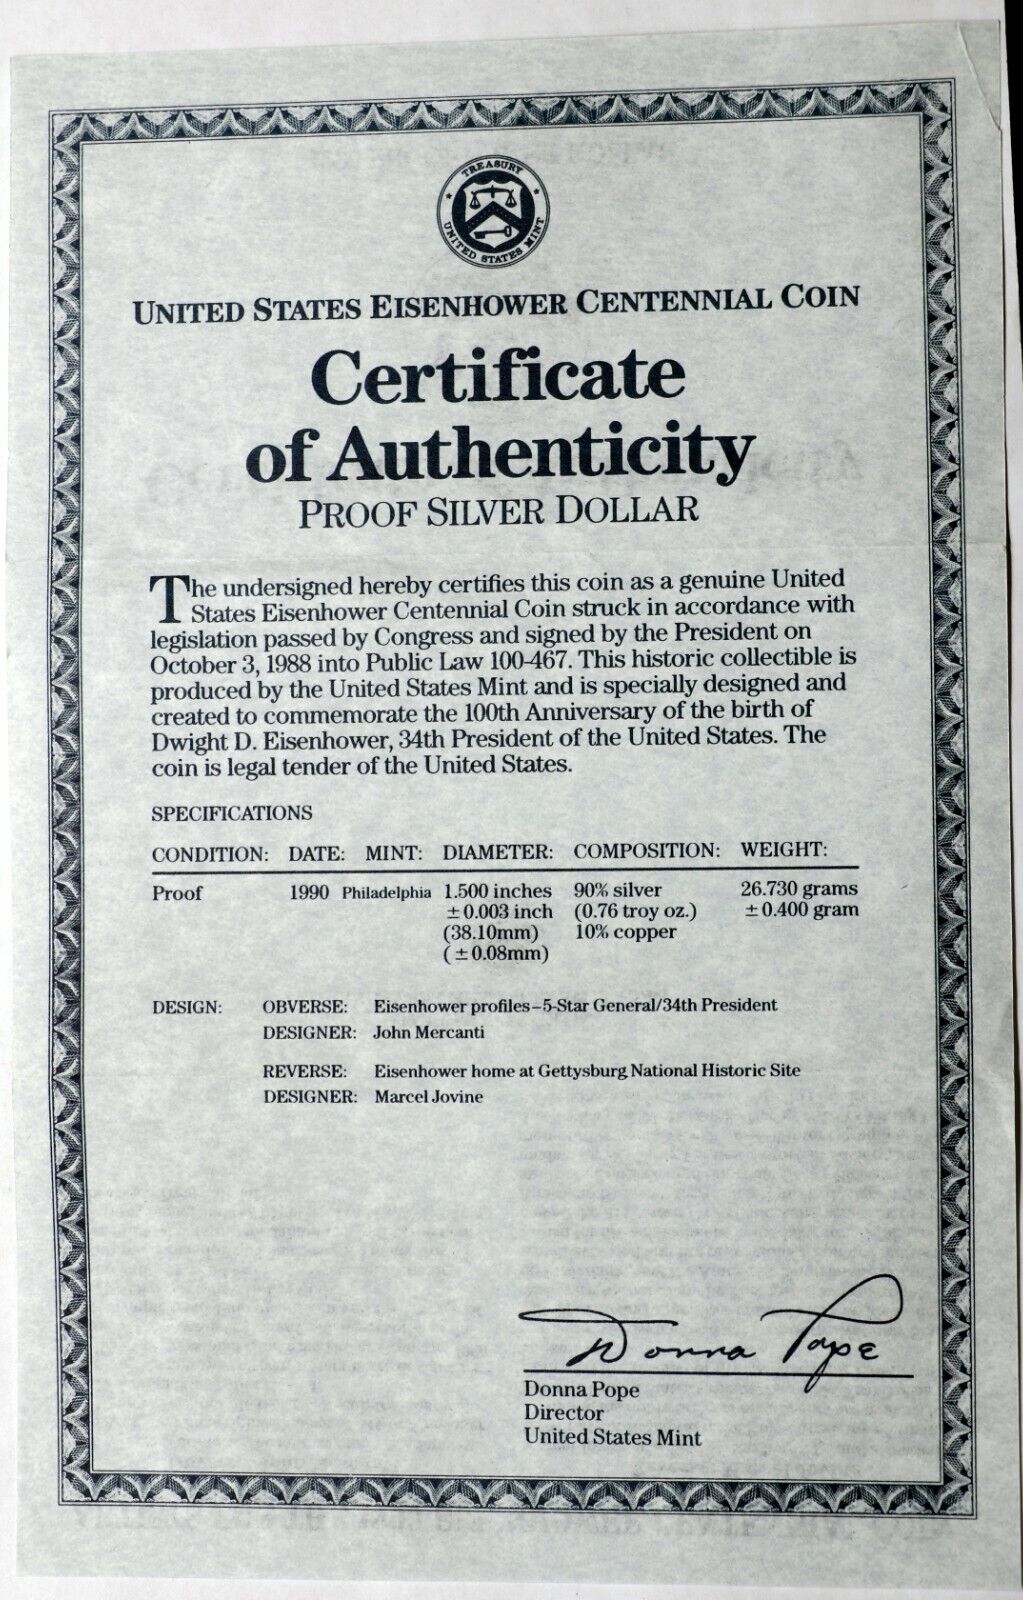 TREASURY
UNITED STATES MINT
UNITED STATES EISENHOWER CENTENNIAL COIN
Certificate
of Authenticity
PROOF SILVER DOLLAR
The undersigned hereby certifies this coin as a genuine United
States Eisenhower Centennial Coin struck in accordance with
legislation passed by Congress and signed by the President on
October 3, 1988 into Public Law 100-467. This historic collectible is
produced by the United States Mint and is specially designed and
created to commemorate the 100th Anniversary of the birth of
Dwight D. Eisenhower, 34th President of the United States. The
coin is legal tender of the United States.
SPECIFICATIONS
CONDITION: DATE: MINT: DIAMETER: COMPOSITION: WEIGHT:
Proof 1990 Philadelphia 1.500 inches 90% silver 26.730 grams
±0.003 inch (0.76 troy oz.) ±0.400 gram
(38.10mm) 10% copper
(±0.08mm)
DESIGN: OBVERSE: Eisenhower profiles–5-Star General/34th President
DESIGNER: John Mercanti
REVERSE: Eisenhower home at Gettysburg National Historic Site
DESIGNER: Marcel Jovine
Donna Pope
Donna Pope
Director
United States Mint